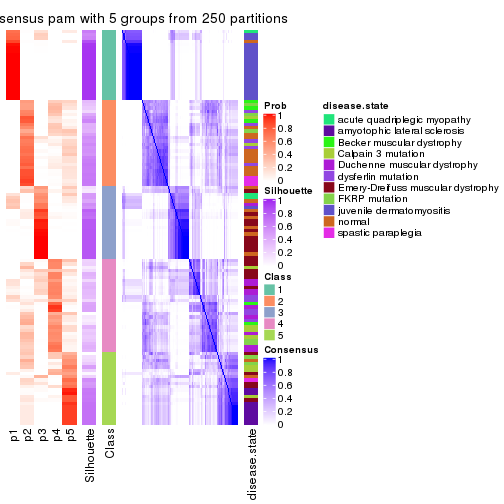 sensus pam with 5 groups from 250 partitions
Prob
1
0.8
0.6
0.4
0.2
0
Silhouette
1
0.8
0.6
0.4
0.2
0
Class
1
2
3
4
5
Consensus
1
0.8
0.6
0.4
0.2
0
disease.state
acute quadriplegic myopathy
amyotophic lateral sclerosis
Becker muscular dystrophy
Calpain 3 mutation
Duchenne muscular dystrophy
dysferlin mutation
Emery-Dreifuss muscular dystrophy
FKRP mutation
juvenile dermatomyositis
normal
spastic paraplegia
p1
p2
p3
p4
p5
Silhouette
Class
disease.state